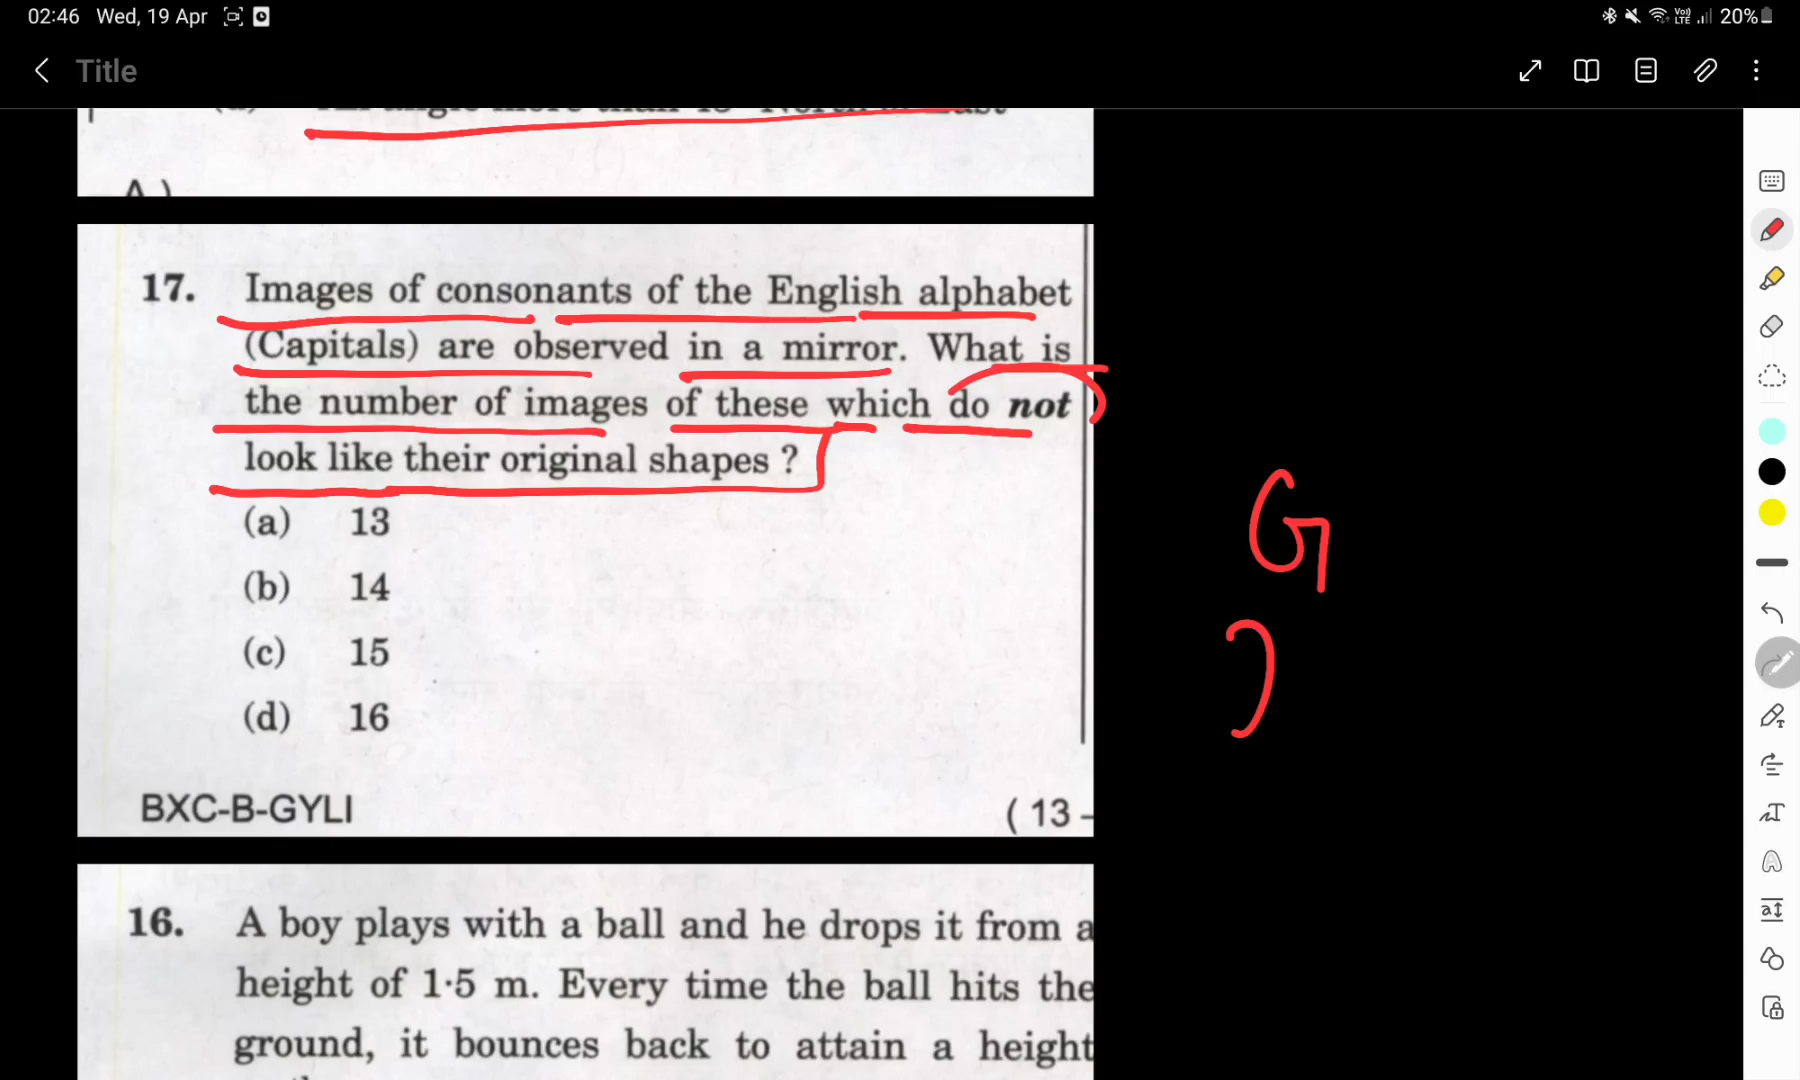 02:46 Wed, 19 Apr
Vo)) LTE 20%
Title
17. Images of consonants of the English alphabet
(Capitals) are observed in a mirror. What is
the number of images of these which do not
look like their original shapes ?
G
(a) 13
(b) 14
(c) 15
(d) 16
BXC-B-GYLI
( 13 -
16. A boy plays with a ball and he drops it from a
height of 1·5 m. Every time the ball hits the
ground, it bounces back to attain a height